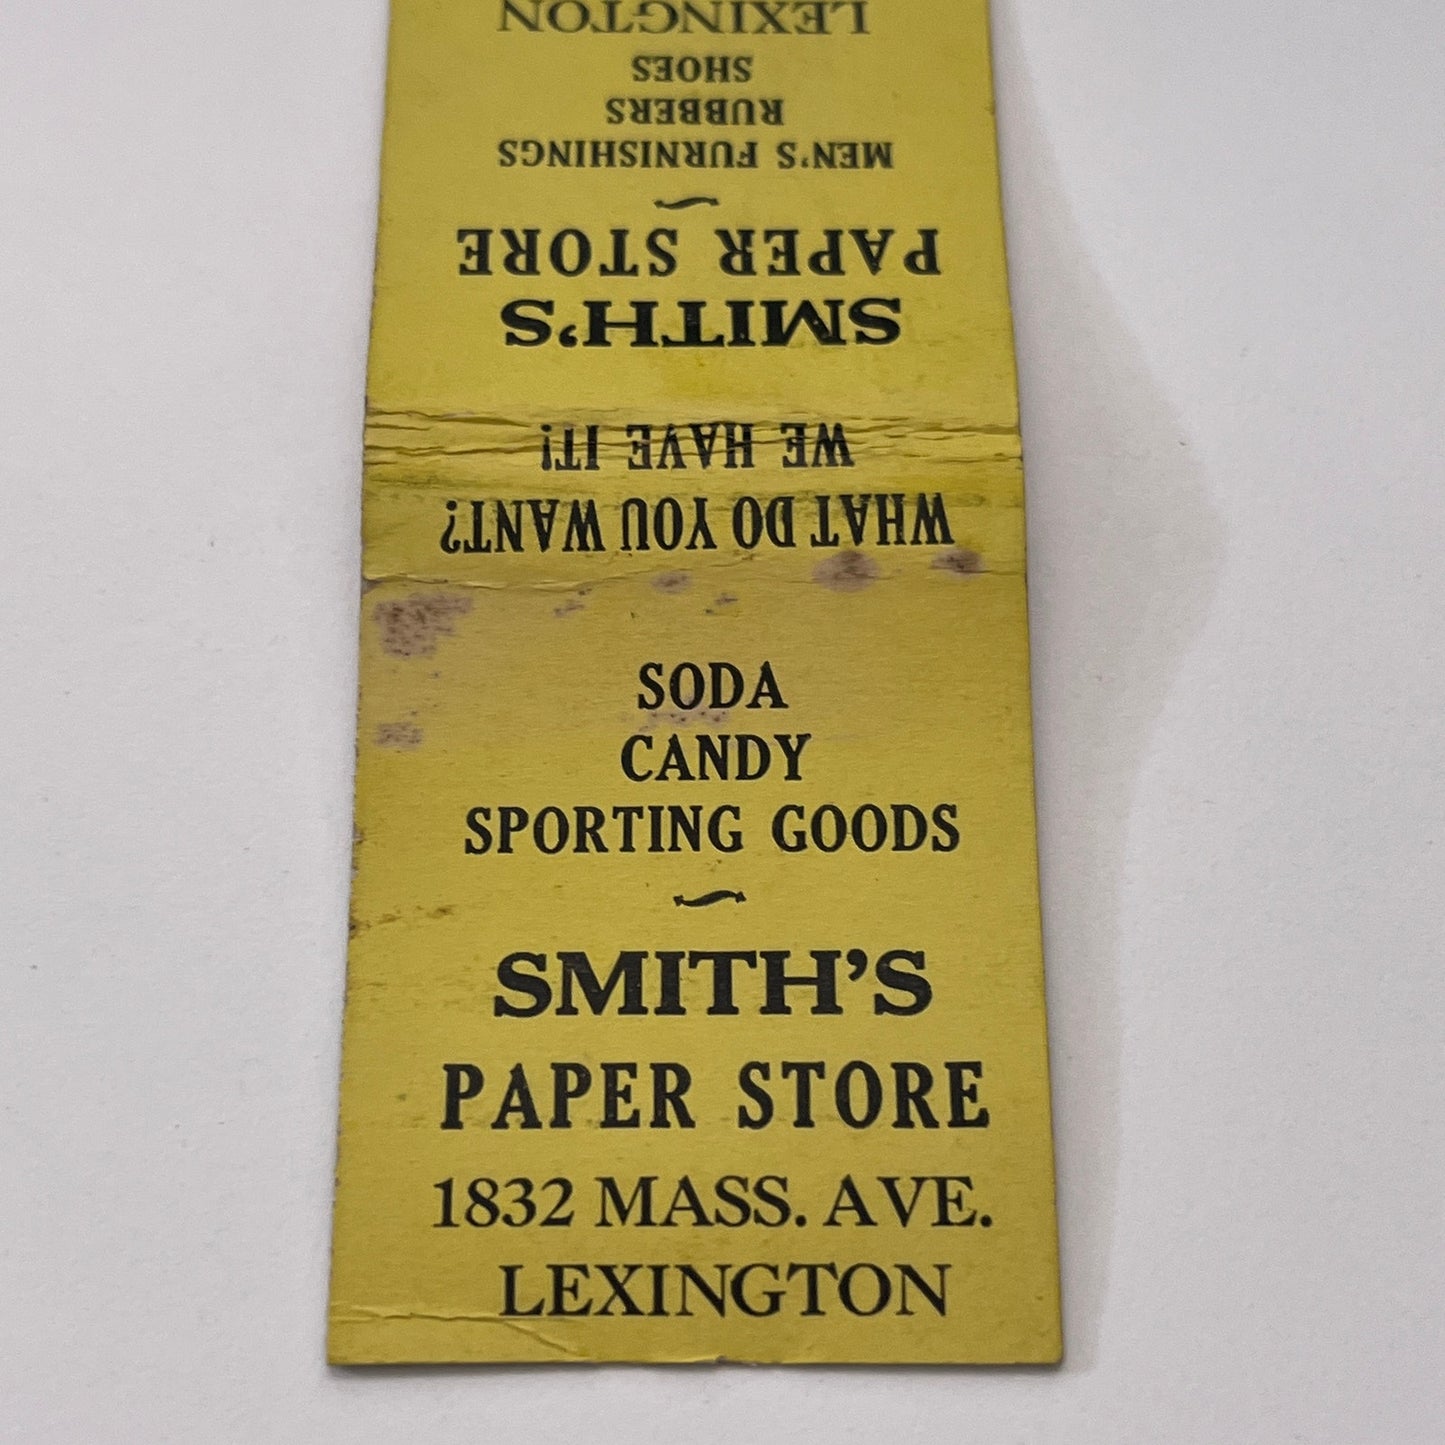 LEXINGTON
SHOES
RUBBERS
MEN'S FURNISHINGS
PAPER STORE
SMITH'S
WE HAVE IT!
WHAT DO YOU WANT?
SODA
CANDY
SPORTING GOODS
SMITH'S
PAPER STORE
1832 MASS. AVE.
LEXINGTON